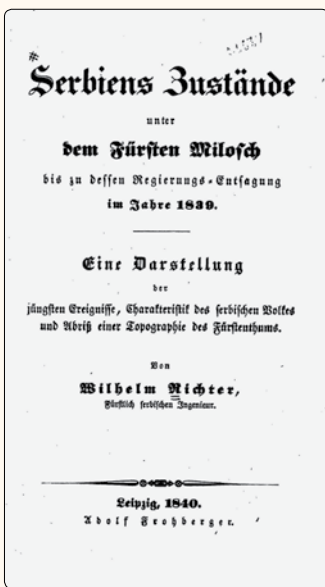 Serbiens Zustände
unter
dem Fürsten Milosch
bis zu dessen Regierungs-Entsagung
im Jahre 1839.
Eine Darstellung
der
jüngsten Ereignisse, Charakteristik des serbischen Volkes
und Abriß einer Topographie des Fürstenthums.
Von
Wilhelm Richter,
Fürstlich serbischen Ingenieur.
Leipzig, 1840.
Adolf Frohberger.